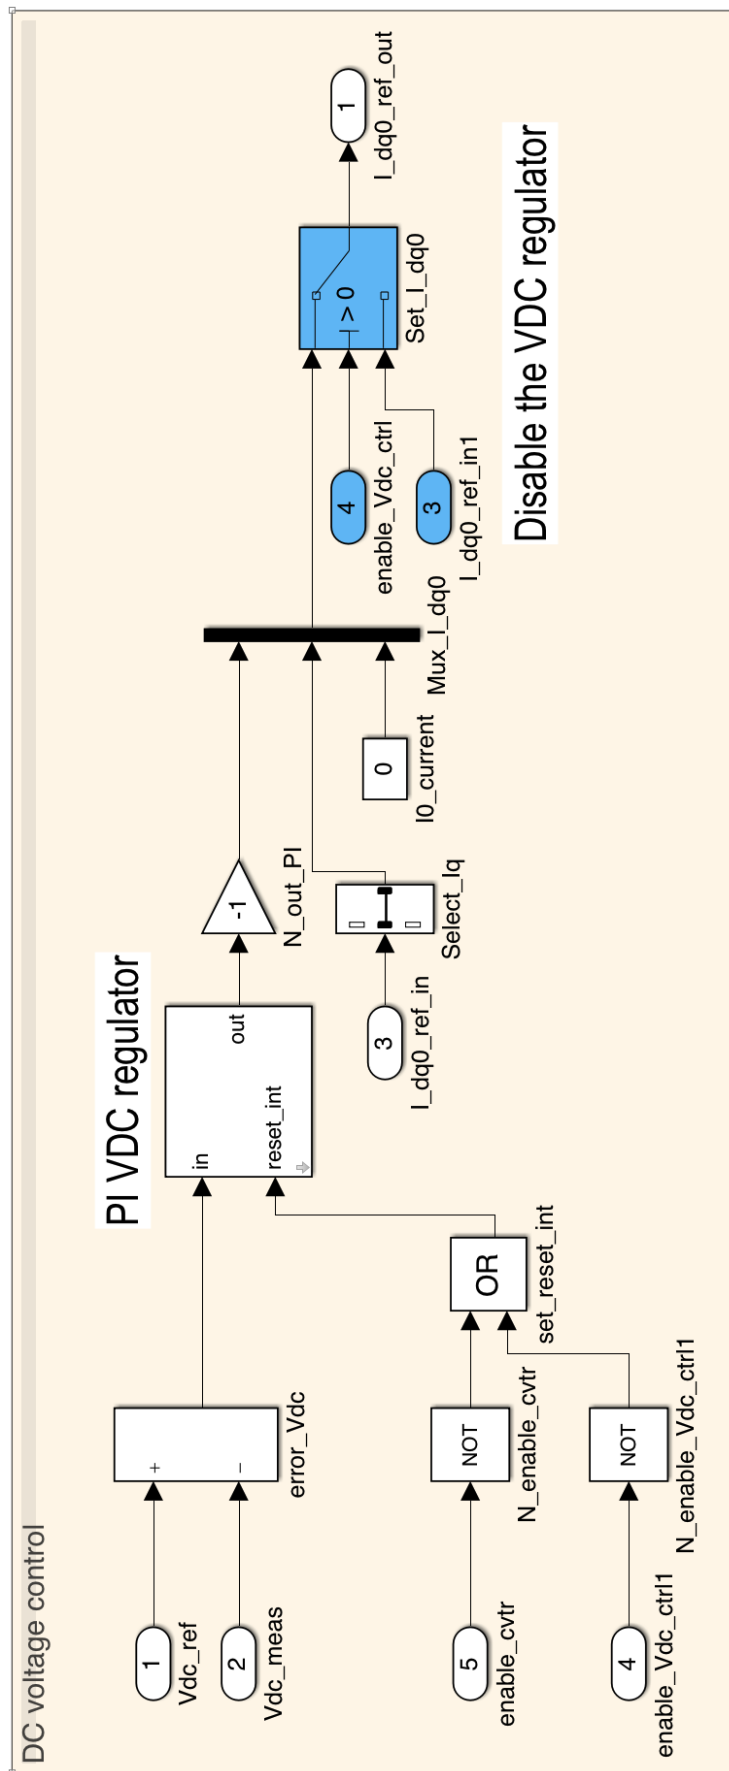 DC voltage control
1
Vdc_ref
2
Vdc_meas
+
−
error_Vdc
PI VDC regulator
in
reset_int
out
-1
N_out_PI
3
I_dq0_ref_in
Select_Iq
0
I0_current
Mux_I_dq0
4
enable_Vdc_ctrl
3
I_dq0_ref_in1
> 0
Set_I_dq0
1
I_dq0_ref_out
Disable the VDC regulator
5
enable_cvtr
NOT
N_enable_cvtr
4
enable_Vdc_ctrl1
NOT
N_enable_Vdc_ctrl1
OR
set_reset_int